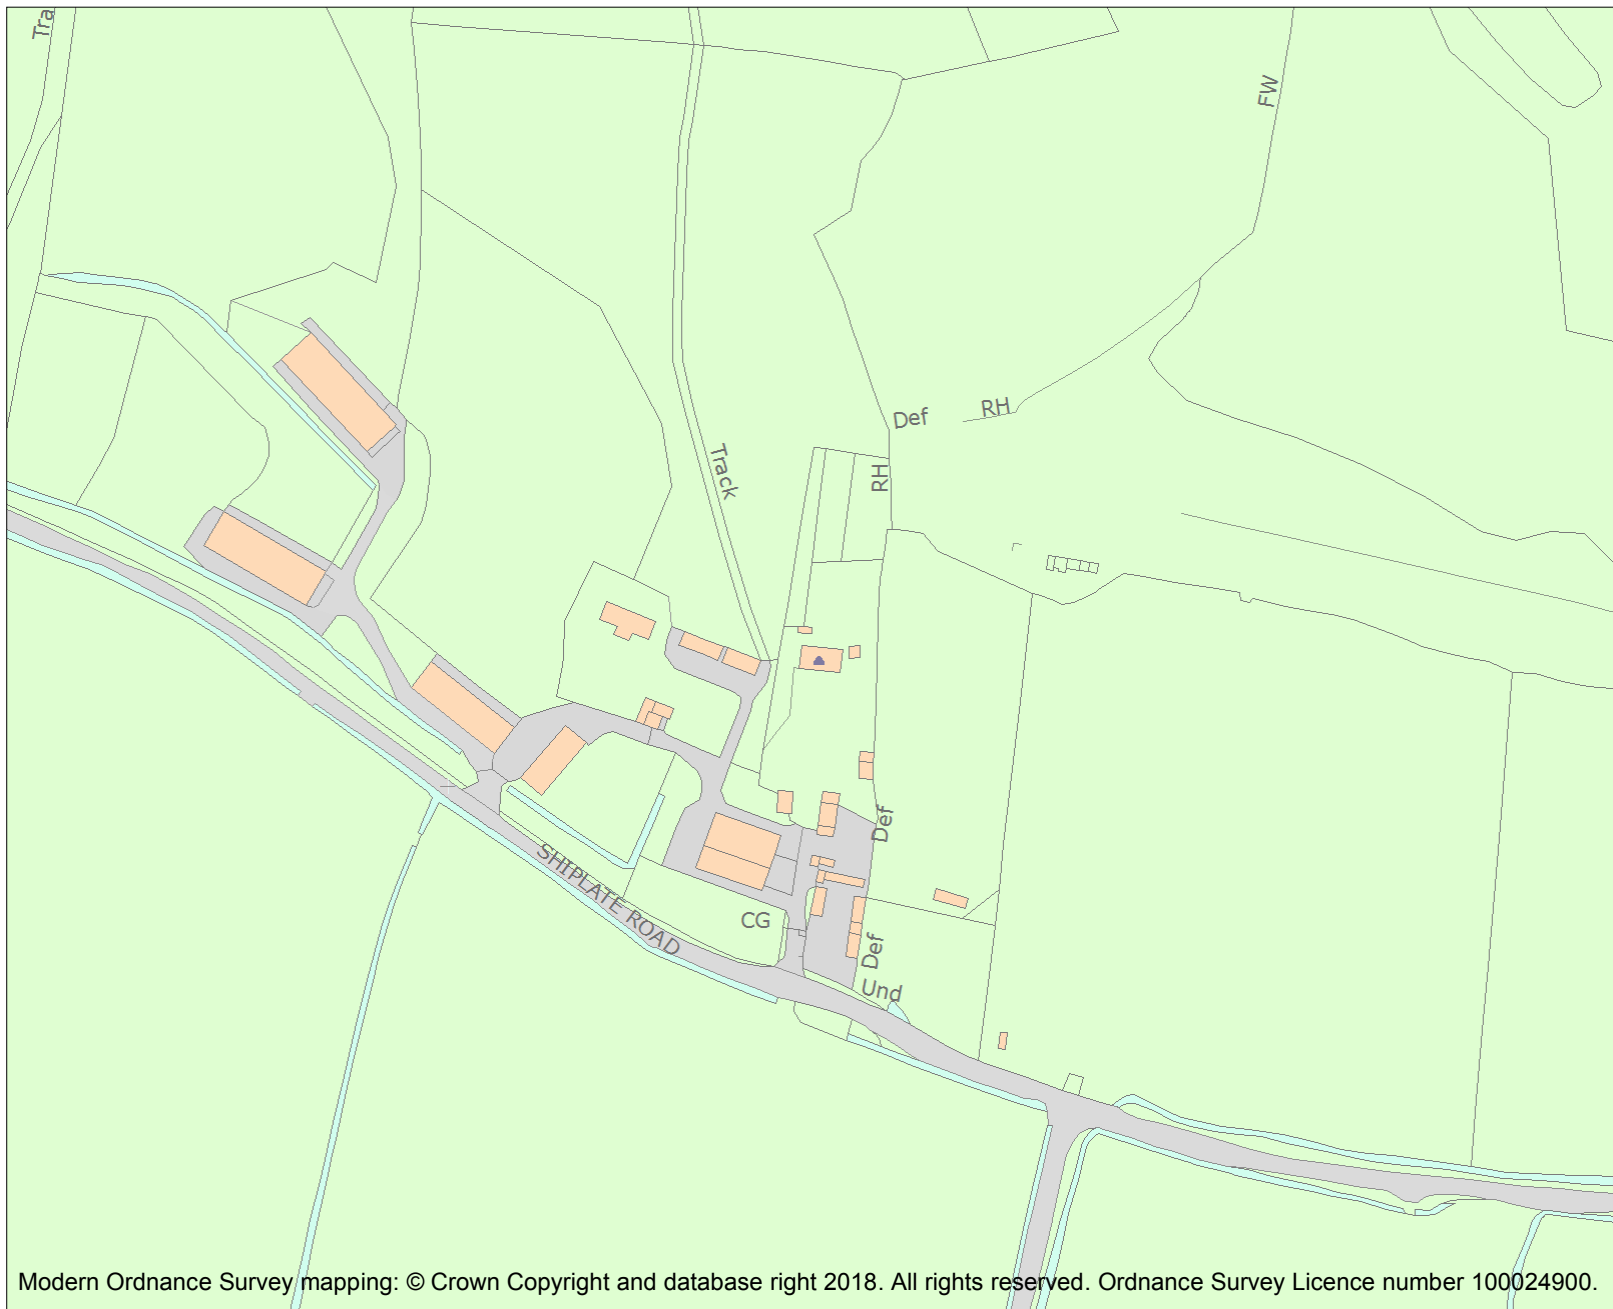 Tra
FW
Def
RH
Track
RH
Def
SHIPLATE ROAD
CG
Def
Und
Modern Ordnance Survey mapping: © Crown Copyright and database right 2018. All rights reserved. Ordnance Survey Licence number 100024900.